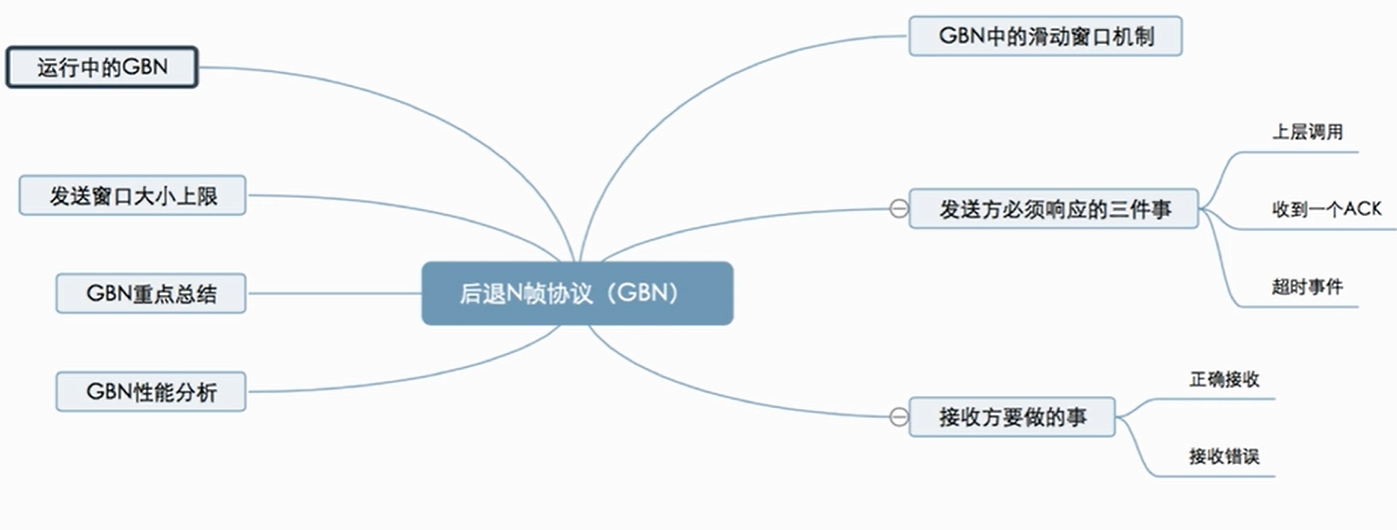 后退N帧协议（GBN）
GBN中的滑动窗口机制
发送方必须响应的三件事
上层调用
收到一个ACK
超时事件
接收方要做的事
正确接收
接收错误
运行中的GBN
发送窗口大小上限
GBN重点总结
GBN性能分析